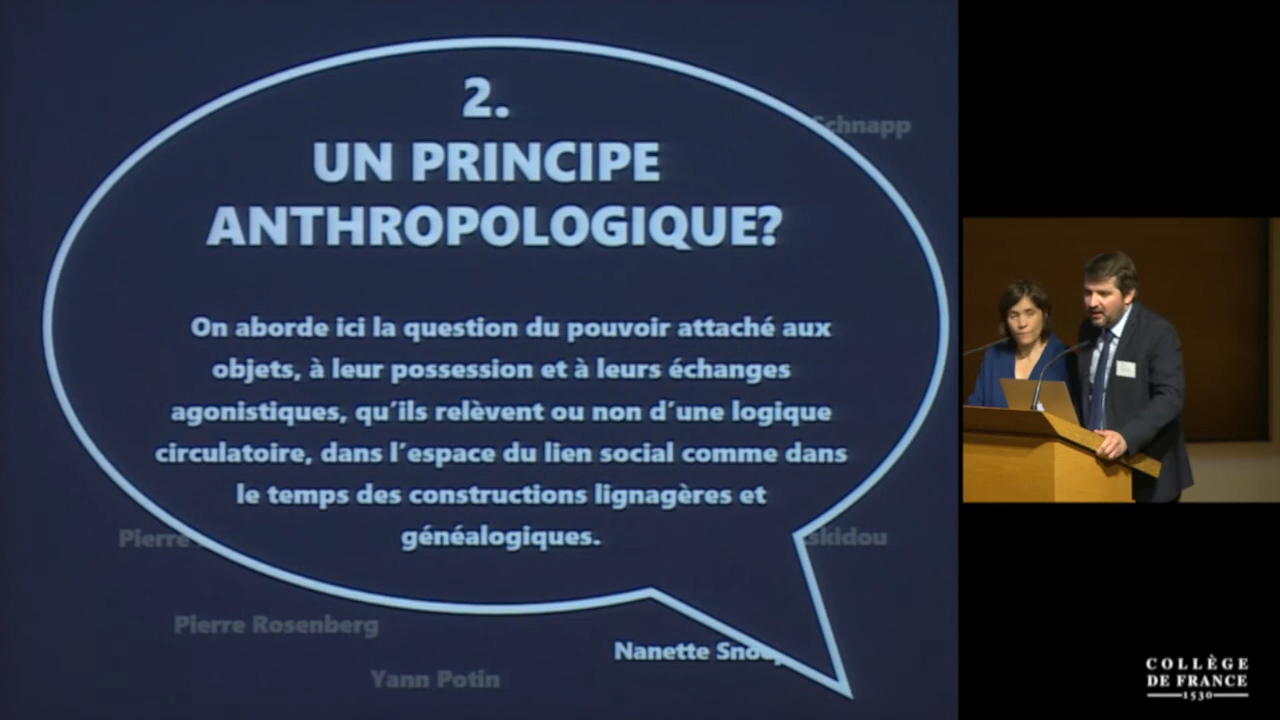 2.
UN PRINCIPE
ANTHROPOLOGIQUE?
On aborde ici la question du pouvoir attaché aux
objets, à leur possession et à leurs échanges
agonistiques, qu'ils relèvent ou non d'une logique
circulatoire, dans l'espace du lien social comme dans
le temps des constructions lignagères et
généalogiques.
Schnapp
Pierre
skidou
Pierre Rosenberg
Nanette
Yann Potin
COLLÈGE
DE FRANCE
1530